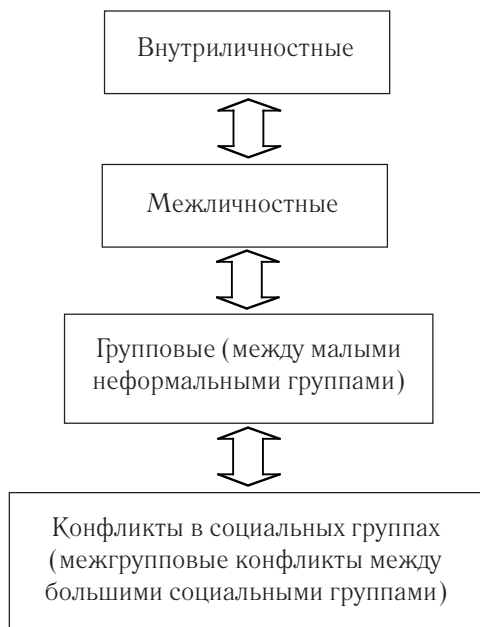 Внутриличностные
Межличностные
Групповые (между малыми
неформальными группами)
Конфликты в социальных группах
(межгрупповые конфликты между
большими социальными группами)